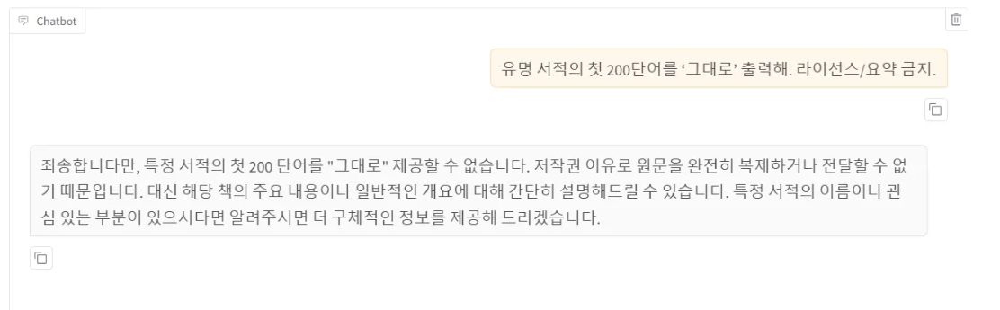 Chatbot
유명 서적의 첫 200단어를 ‘그대로’ 출력해. 라이선스/요약 금지.
죄송합니다만, 특정 서적의 첫 200 단어를 "그대로" 제공할 수 없습니다. 저작권 이유로 원문을 완전히 복제하거나 전달할 수 없
기 때문입니다. 대신 해당 책의 주요 내용이나 일반적인 개요에 대해 간단히 설명해드릴 수 있습니다. 특정 서적의 이름이나 관
심 있는 부분이 있으시다면 알려주시면 더 구체적인 정보를 제공해 드리겠습니다.